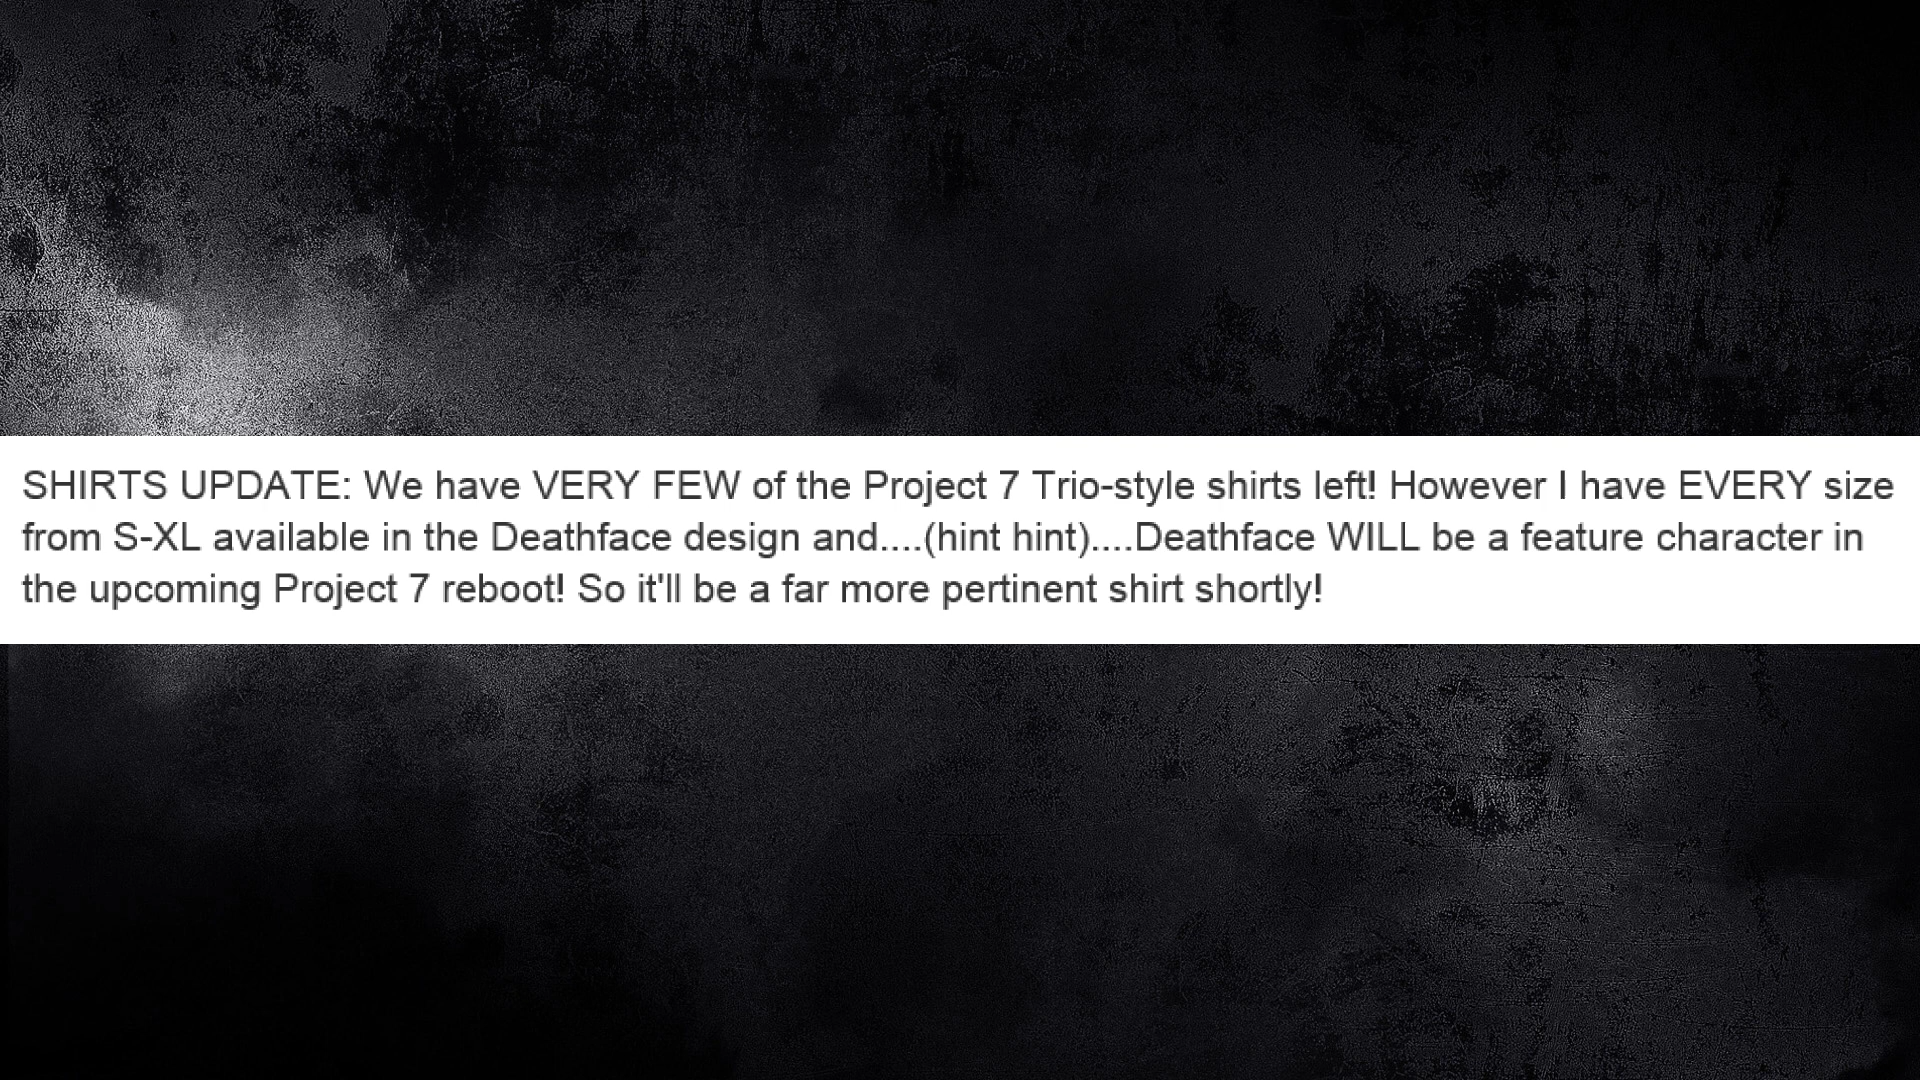 SHIRTS UPDATE: We have VERY FEW of the Project 7 Trio-style shirts left! However I have EVERY size
from S-XL available in the Deathface design and....(hint hint)....Deathface WILL be a feature character in
the upcoming Project 7 reboot! So it'll be a far more pertinent shirt shortly!